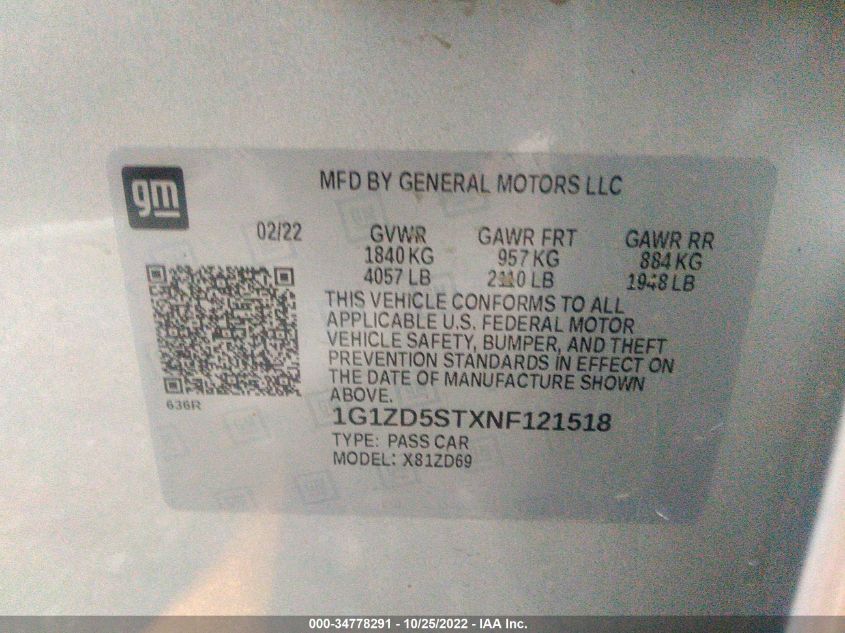 gm
MFD BY GENERAL MOTORS LLC
02/22 GVWR GAWR FRT GAWR RR
1840 KG 957 KG 884 KG
4057 LB 2110 LB 1948 LB
THIS VEHICLE CONFORMS TO ALL
APPLICABLE U.S. FEDERAL MOTOR
VEHICLE SAFETY, BUMPER, AND THEFT
PREVENTION STANDARDS IN EFFECT ON
THE DATE OF MANUFACTURE SHOWN
ABOVE.
636R
1G1ZD5STXNF121518
TYPE: PASS CAR
MODEL: X81ZD69
000-34778291 - 10/25/2022 - IAA Inc.